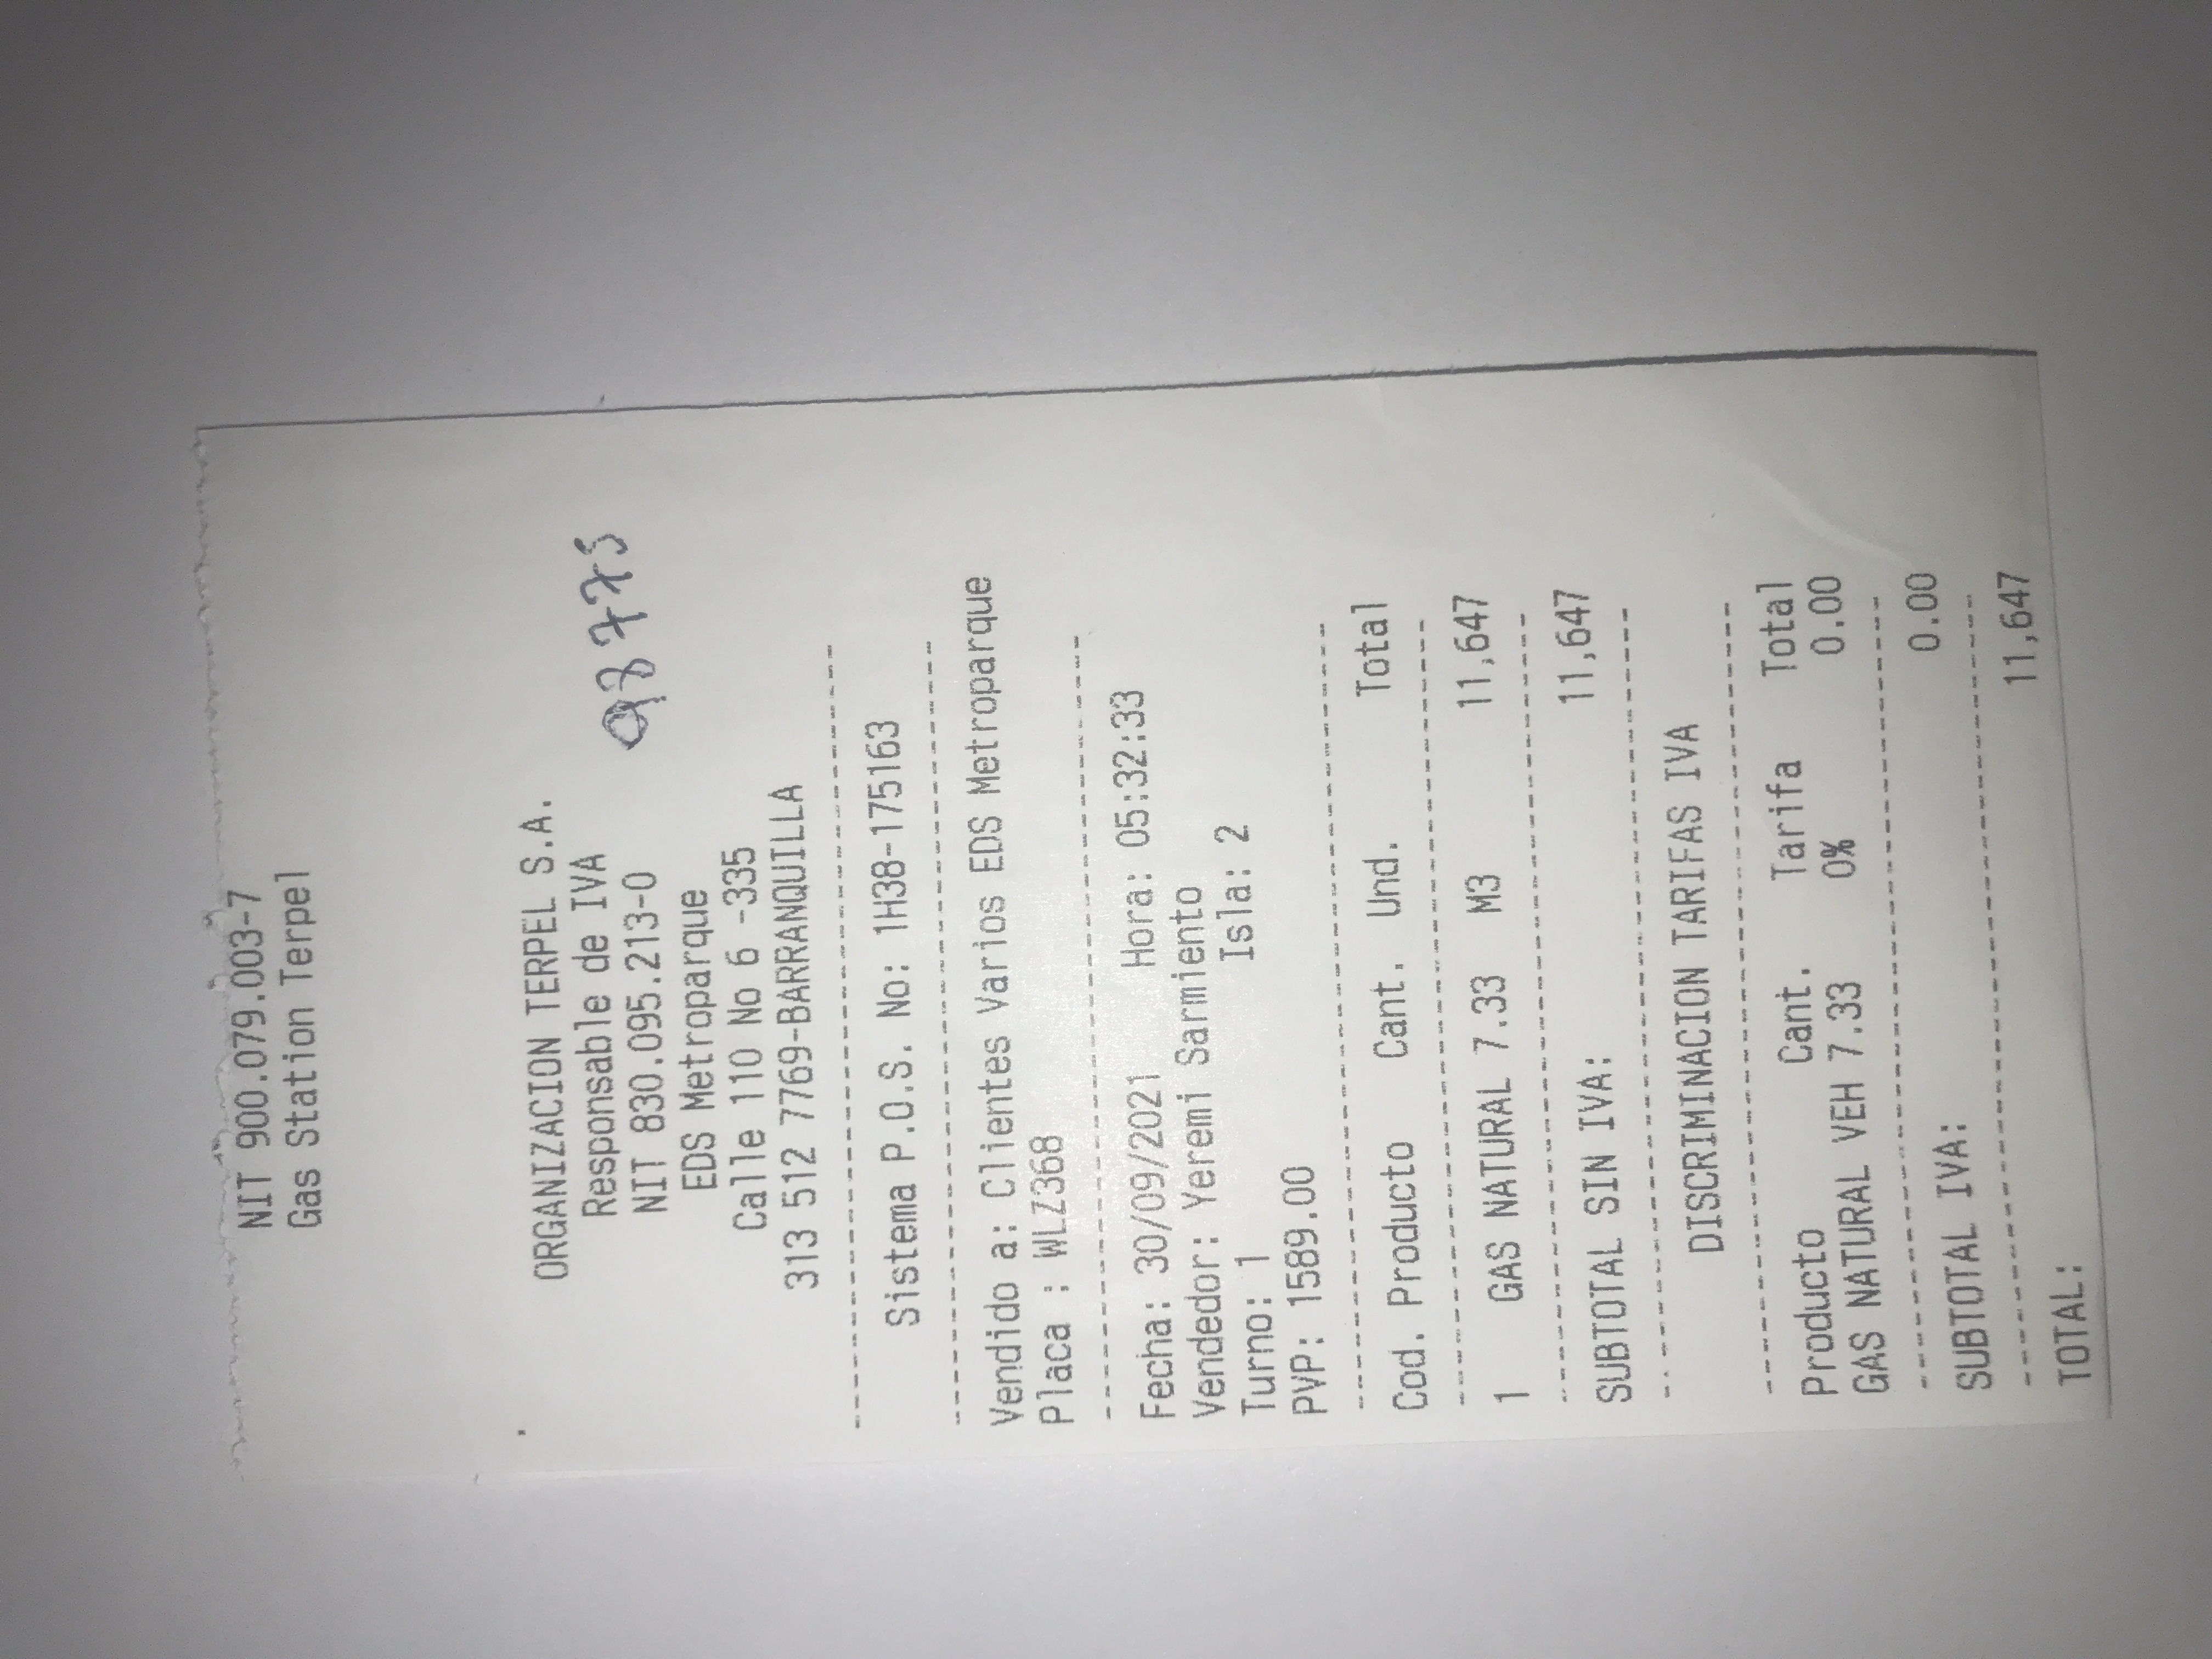 NIT 900.079.003-7
Gas Station Terpel
ORGANIZACION TERPEL S.A.
Responsable de IVA
98775
NIT 830.095.213-0
EDS Metroparque
Calle 110 No 6 -335
313 512 7769-BARRANQUILLA
Sistema P.O.S. No: 1H38-175163
Vendido a: Clientes Varios EDS Metroparque
Placa : WLZ368
Fecha: 30/09/2021 Hora: 05:32:33
Vendedor: Yeremi Sarmiento
Turno: 1 Isla: 2
PVP: 1589.00
Cod. Producto Cant. Und. Total
1 GAS NATURAL 7.33 M3 11,647
SUBTOTAL SIN IVA: 11,647
DISCRIMINACION TARIFAS IVA
Producto Cant. Tarifa Total
GAS NATURAL VEH 7.33 0% 0.00
SUBTOTAL IVA: 0.00
TOTAL: 11,647